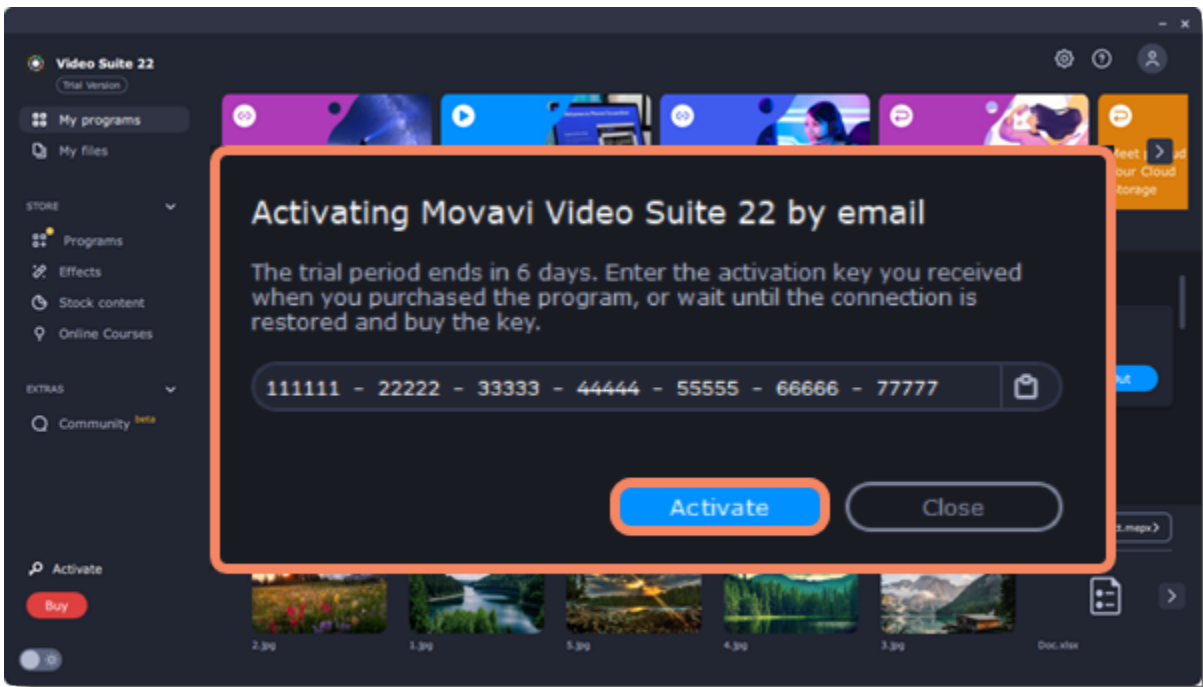 Video Suite 22
Trial Version
My programs
My files
STORE
Programs
Effects
Stock content
Online Courses
EXTRAS
Community beta
Activate
Buy
Meet
our Cloud
storage
Activating Movavi Video Suite 22 by email
The trial period ends in 6 days. Enter the activation key you received
when you purchased the program, or wait until the connection is
restored and buy the key.
111111 - 22222 - 33333 - 44444 - 55555 - 66666 - 77777
Activate
Close
2.jpg
1.jpg
5.jpg
4.jpg
3.jpg
Doc.xlsx